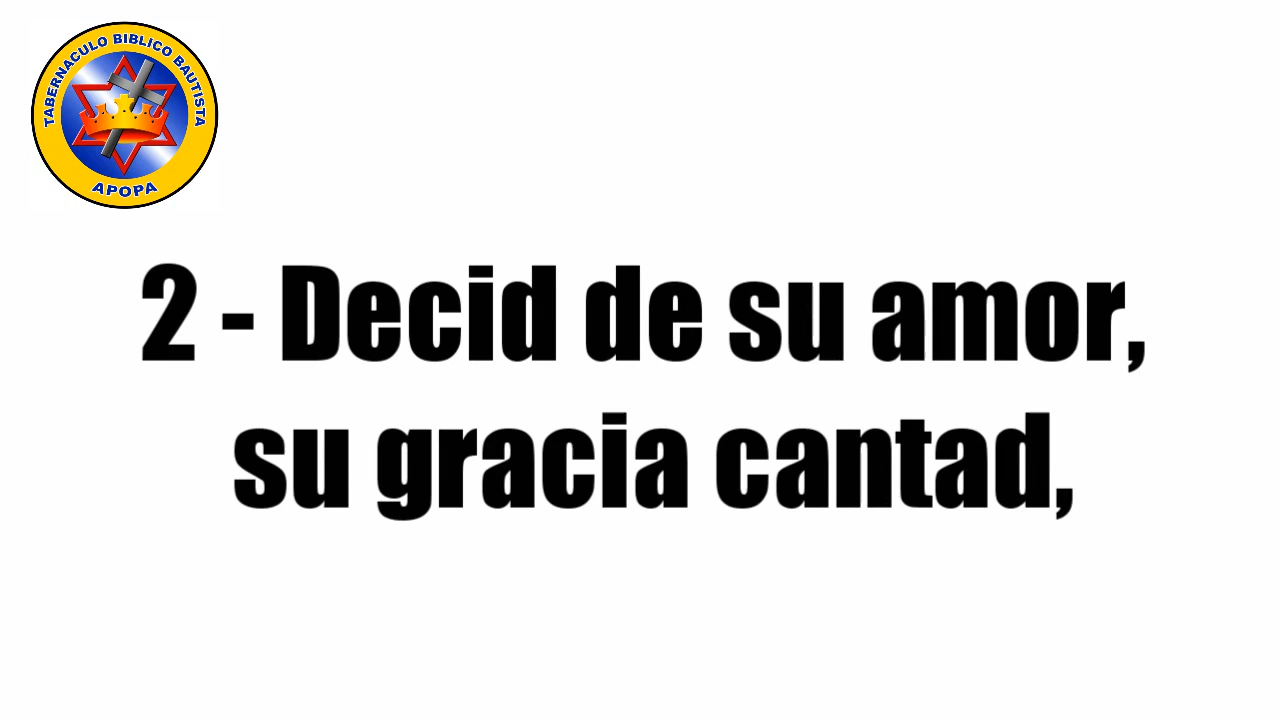 TABERNACULO BIBLICO BAUTISTA
APOPA
2 - Decid de su amor,
su gracia cantad,